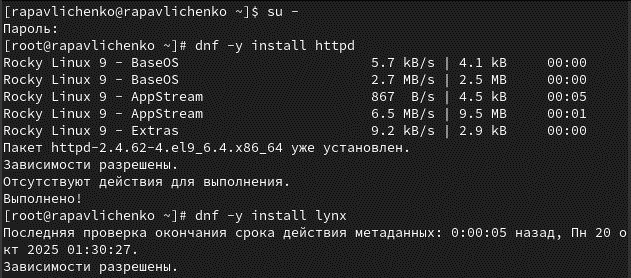 [rapavlichenko@rapavlichenko ~]$ su -
Пароль:
[root@rapavlichenko ~]# dnf -y install httpd
Rocky Linux 9 - BaseOS 5.7 kB/s | 4.1 kB 00:00
Rocky Linux 9 - BaseOS 2.7 MB/s | 2.5 MB 00:00
Rocky Linux 9 - AppStream 867 B/s | 4.5 kB 00:05
Rocky Linux 9 - AppStream 6.5 MB/s | 9.5 MB 00:01
Rocky Linux 9 - Extras 9.2 kB/s | 2.9 kB 00:00
Пакет httpd-2.4.62-4.el9_6.4.x86_64 уже установлен.
Зависимости разрешены.
Отсутствуют действия для выполнения.
Выполнено!
[root@rapavlichenko ~]# dnf -y install lynx
Последняя проверка окончания срока действия метаданных: 0:00:05 назад, Пн 20 о
кт 2025 01:30:27.
Зависимости разрешены.